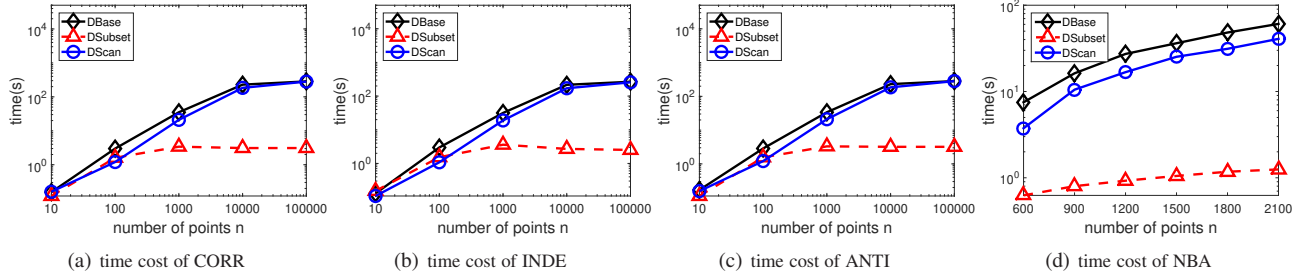 time(s)
10^4
10^2
10^0
DBase
DSubset
DScan
10 100 1000 10000 100000
number of points n
(a) time cost of CORR
time(s)
10^4
10^2
10^0
DBase
DSubset
DScan
10 100 1000 10000 100000
number of points n
(b) time cost of INDE
time(s)
10^4
10^2
10^0
DBase
DSubset
DScan
10 100 1000 10000 100000
number of points n
(c) time cost of ANTI
time(s)
10^2
10^1
10^0
DBase
DSubset
DScan
600 900 1200 1500 1800 2100
number of points n
(d) time cost of NBA